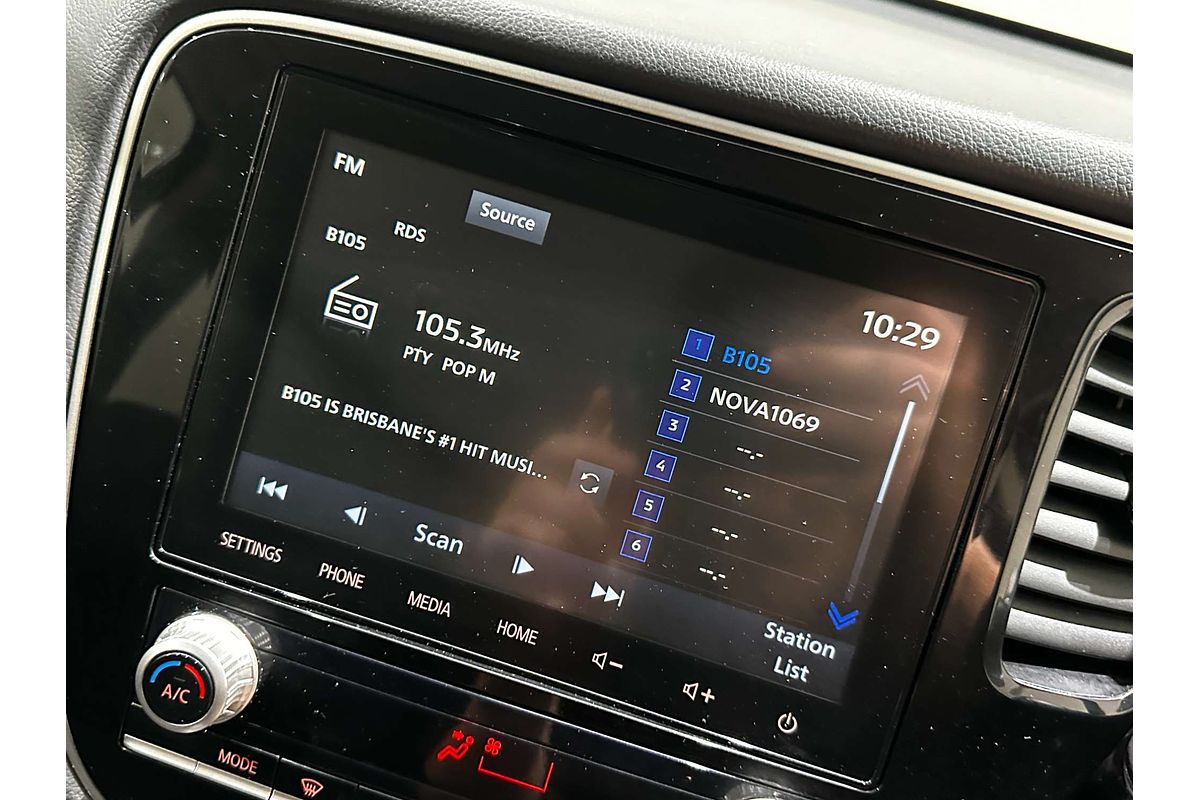 FM
Source
B105
RDS
10:29
105.3MHz
PTY POP M
B105 IS BRISBANE'S #1 HIT MUSI...
1 B105
2 NOVA1069
3 --.-
4 --.-
5 --.-
6 --.-
Scan
Station
List
SETTINGS
PHONE
MEDIA
HOME
A/C
MODE